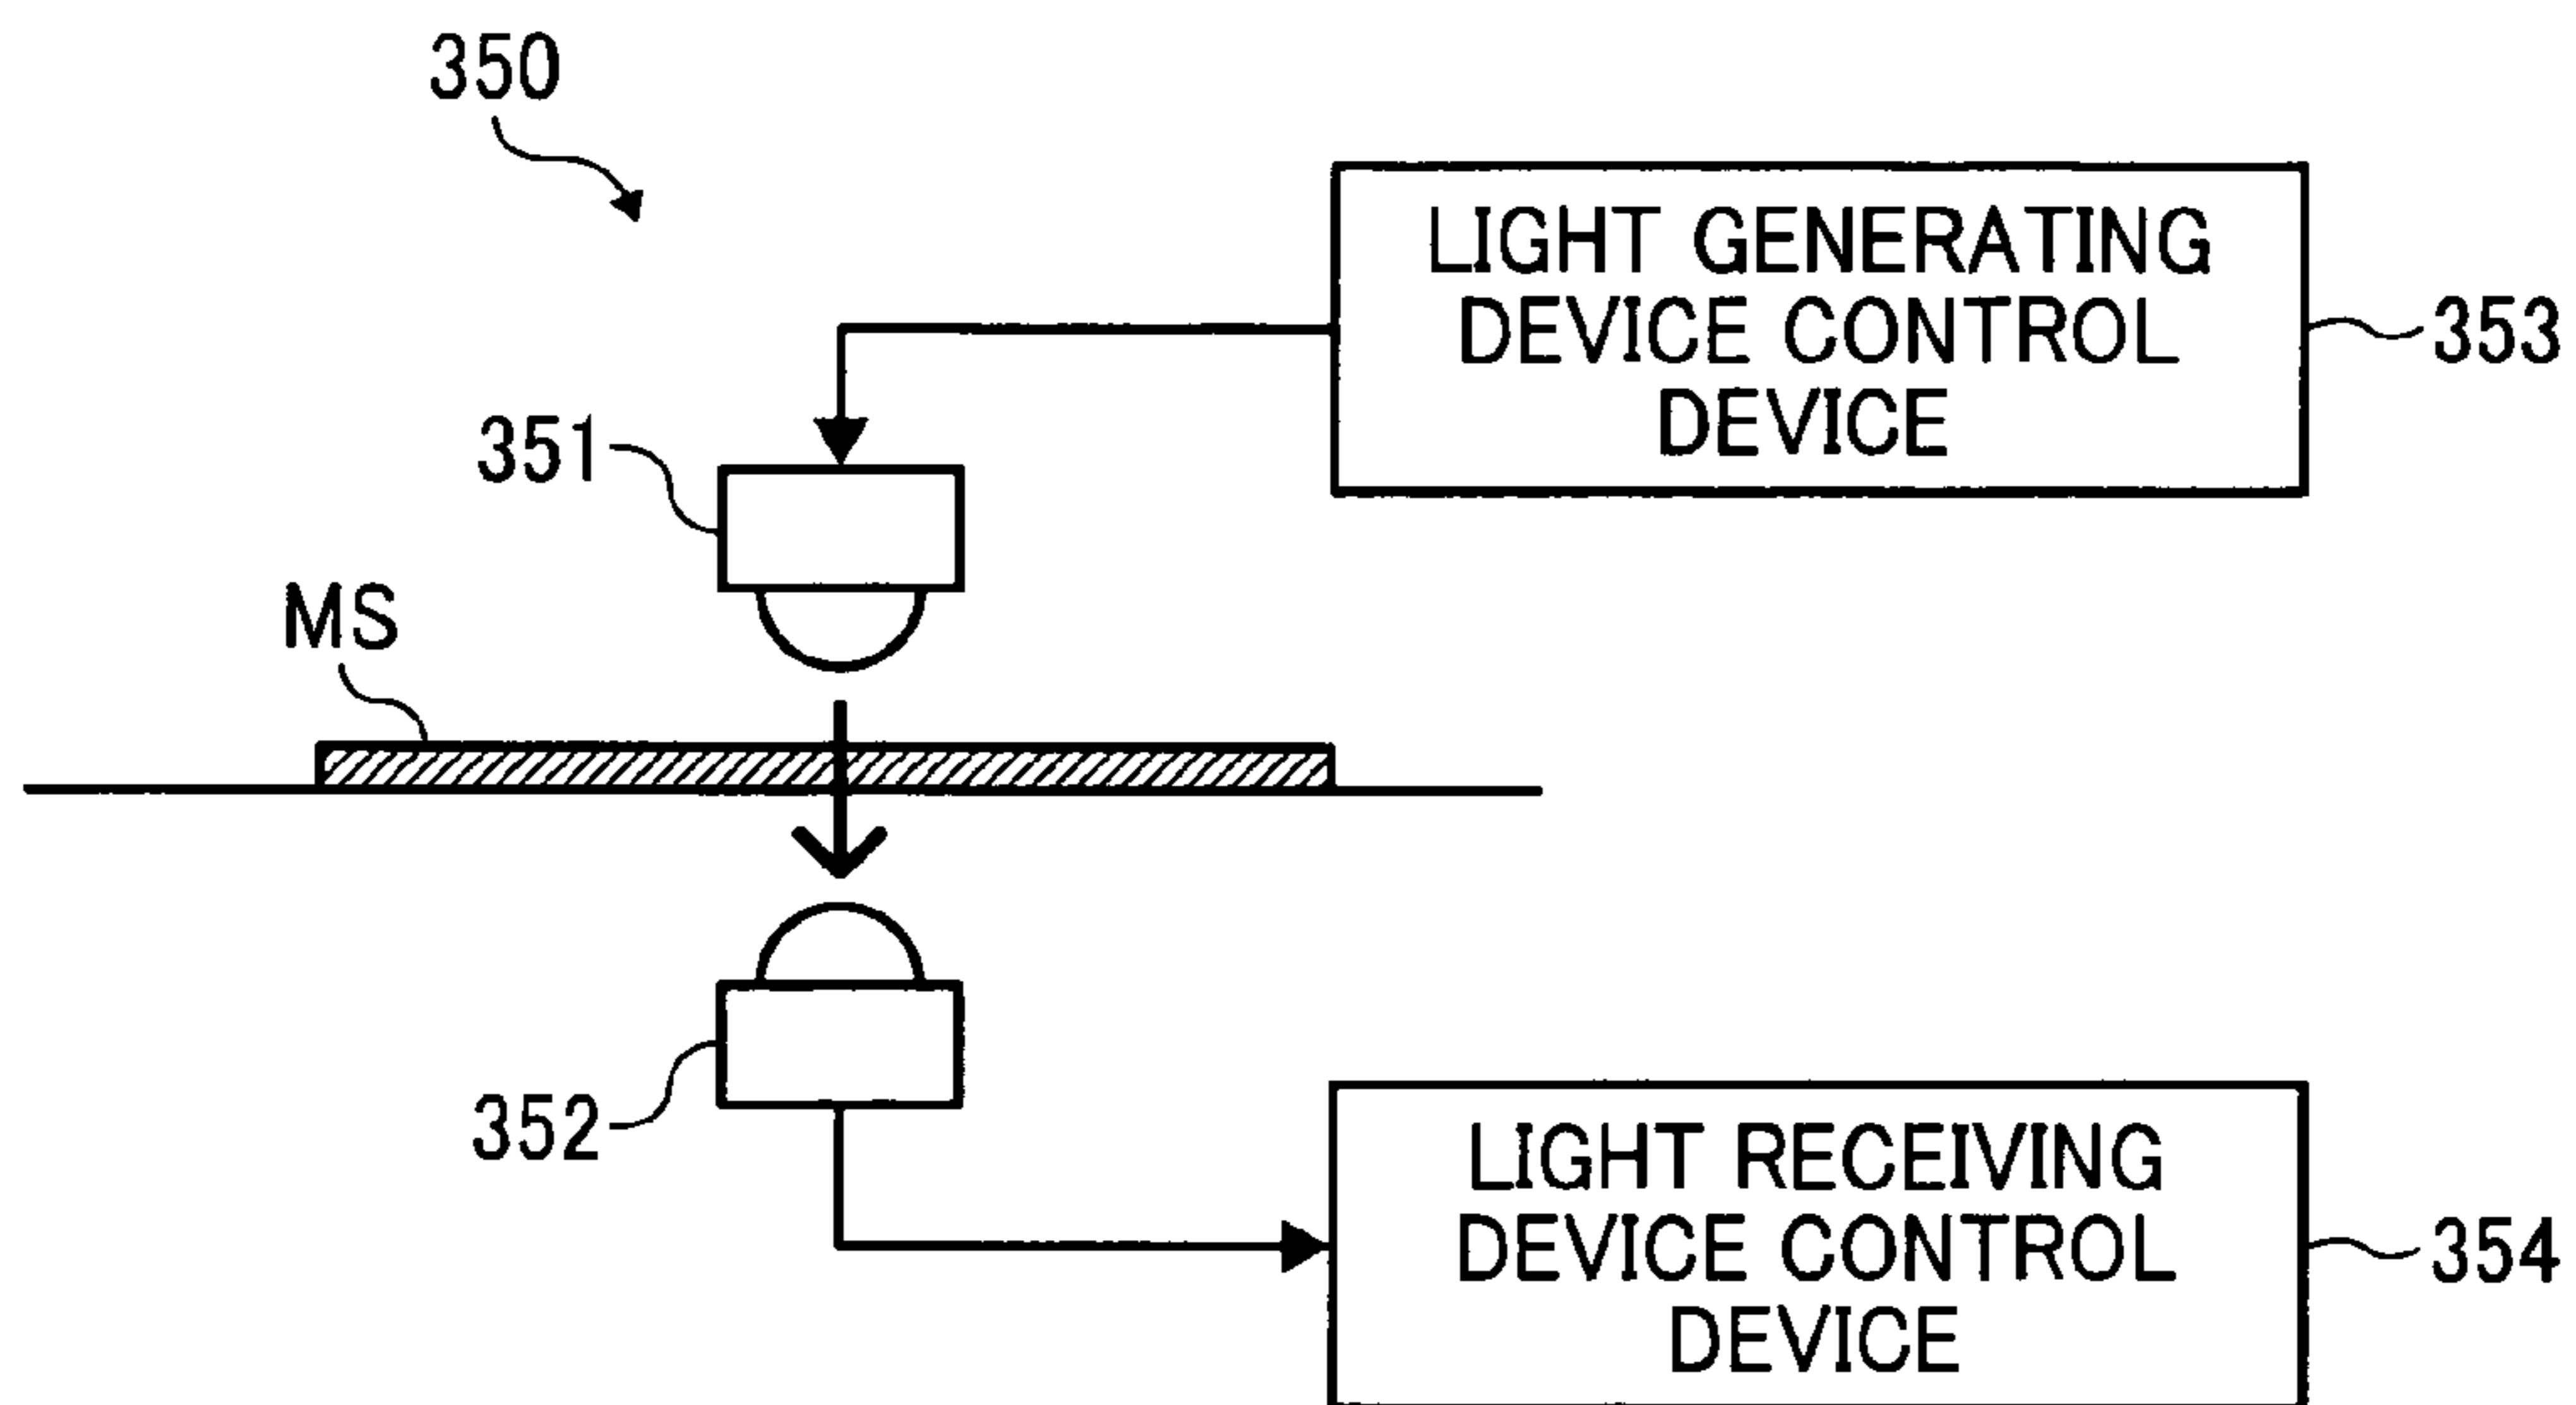 350
LIGHT GENERATING
DEVICE CONTROL
DEVICE
353
351
MS
352
LIGHT RECEIVING
DEVICE CONTROL
DEVICE
354